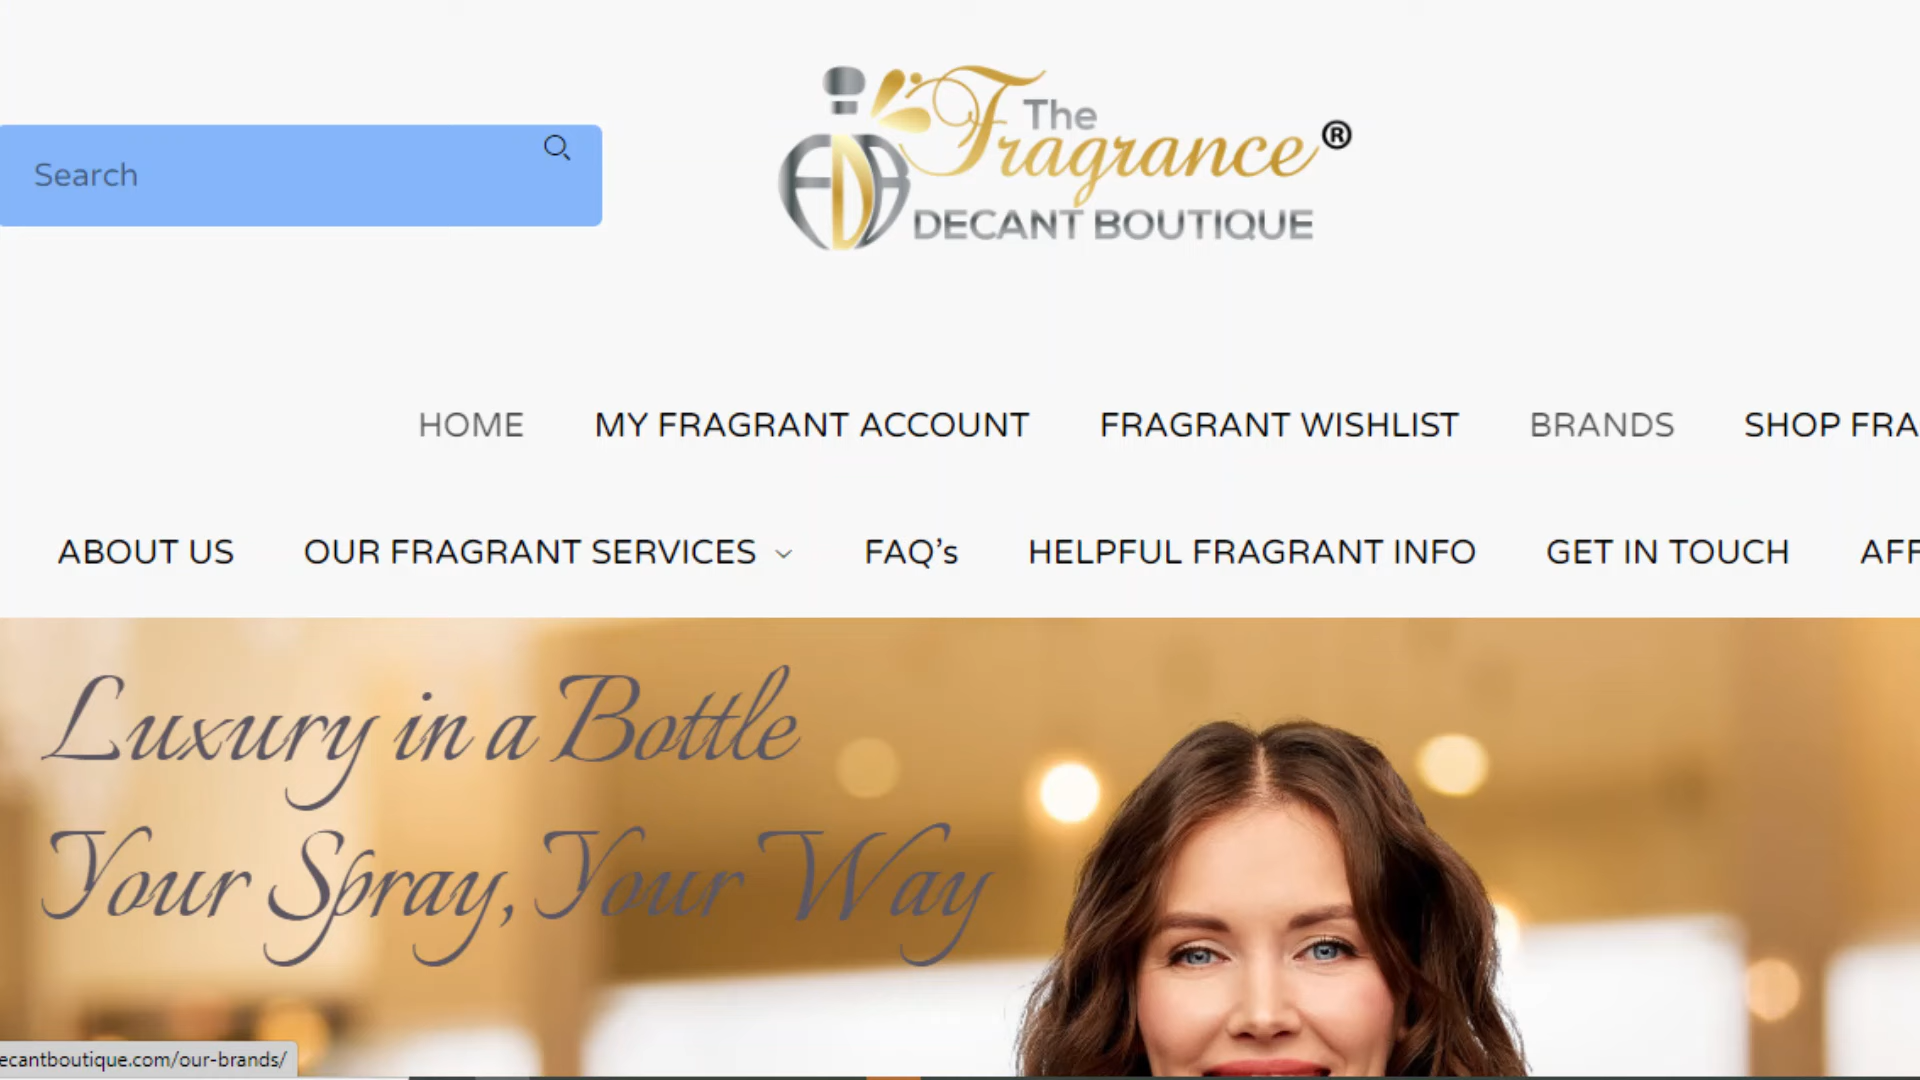 Search
The
Fragrance®
DECANT BOUTIQUE
FDB
HOME MY FRAGRANT ACCOUNT FRAGRANT WISHLIST BRANDS SHOP FRA
ABOUT US OUR FRAGRANT SERVICES FAQ’s HELPFUL FRAGRANT INFO GET IN TOUCH AFF
Luxury in a Bottle
Your Spray, Your Way
ecantboutique.com/our-brands/